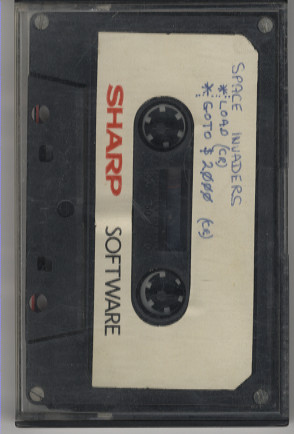 SPACE INVADERS
*: LOAD (CR)
*: GOTO $ 2000 (CR)
SHARP SOFTWARE